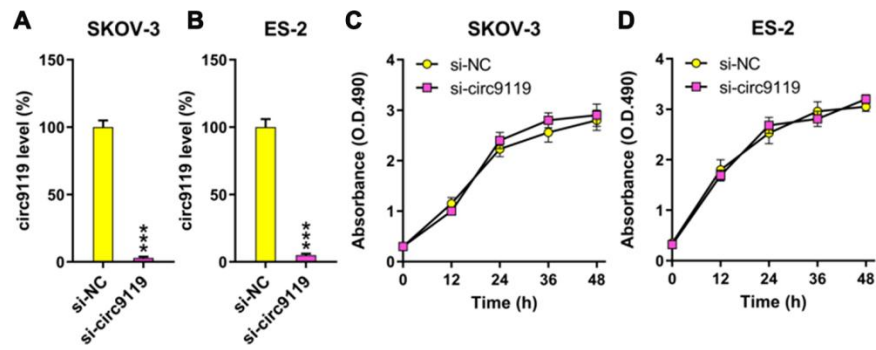 A
SKOV-3
circ9119 level (%)
150
100
50
0
***
si-NC
si-circ9119
B
ES-2
circ9119 level (%)
150
100
50
0
***
si-NC
si-circ9119
C
SKOV-3
si-NC
si-circ9119
Absorbance (O.D.490)
4
3
2
1
0
0 12 24 36 48
Time (h)
D
ES-2
si-NC
si-circ9119
Absorbance (O.D.490)
4
3
2
1
0
0 12 24 36 48
Time (h)